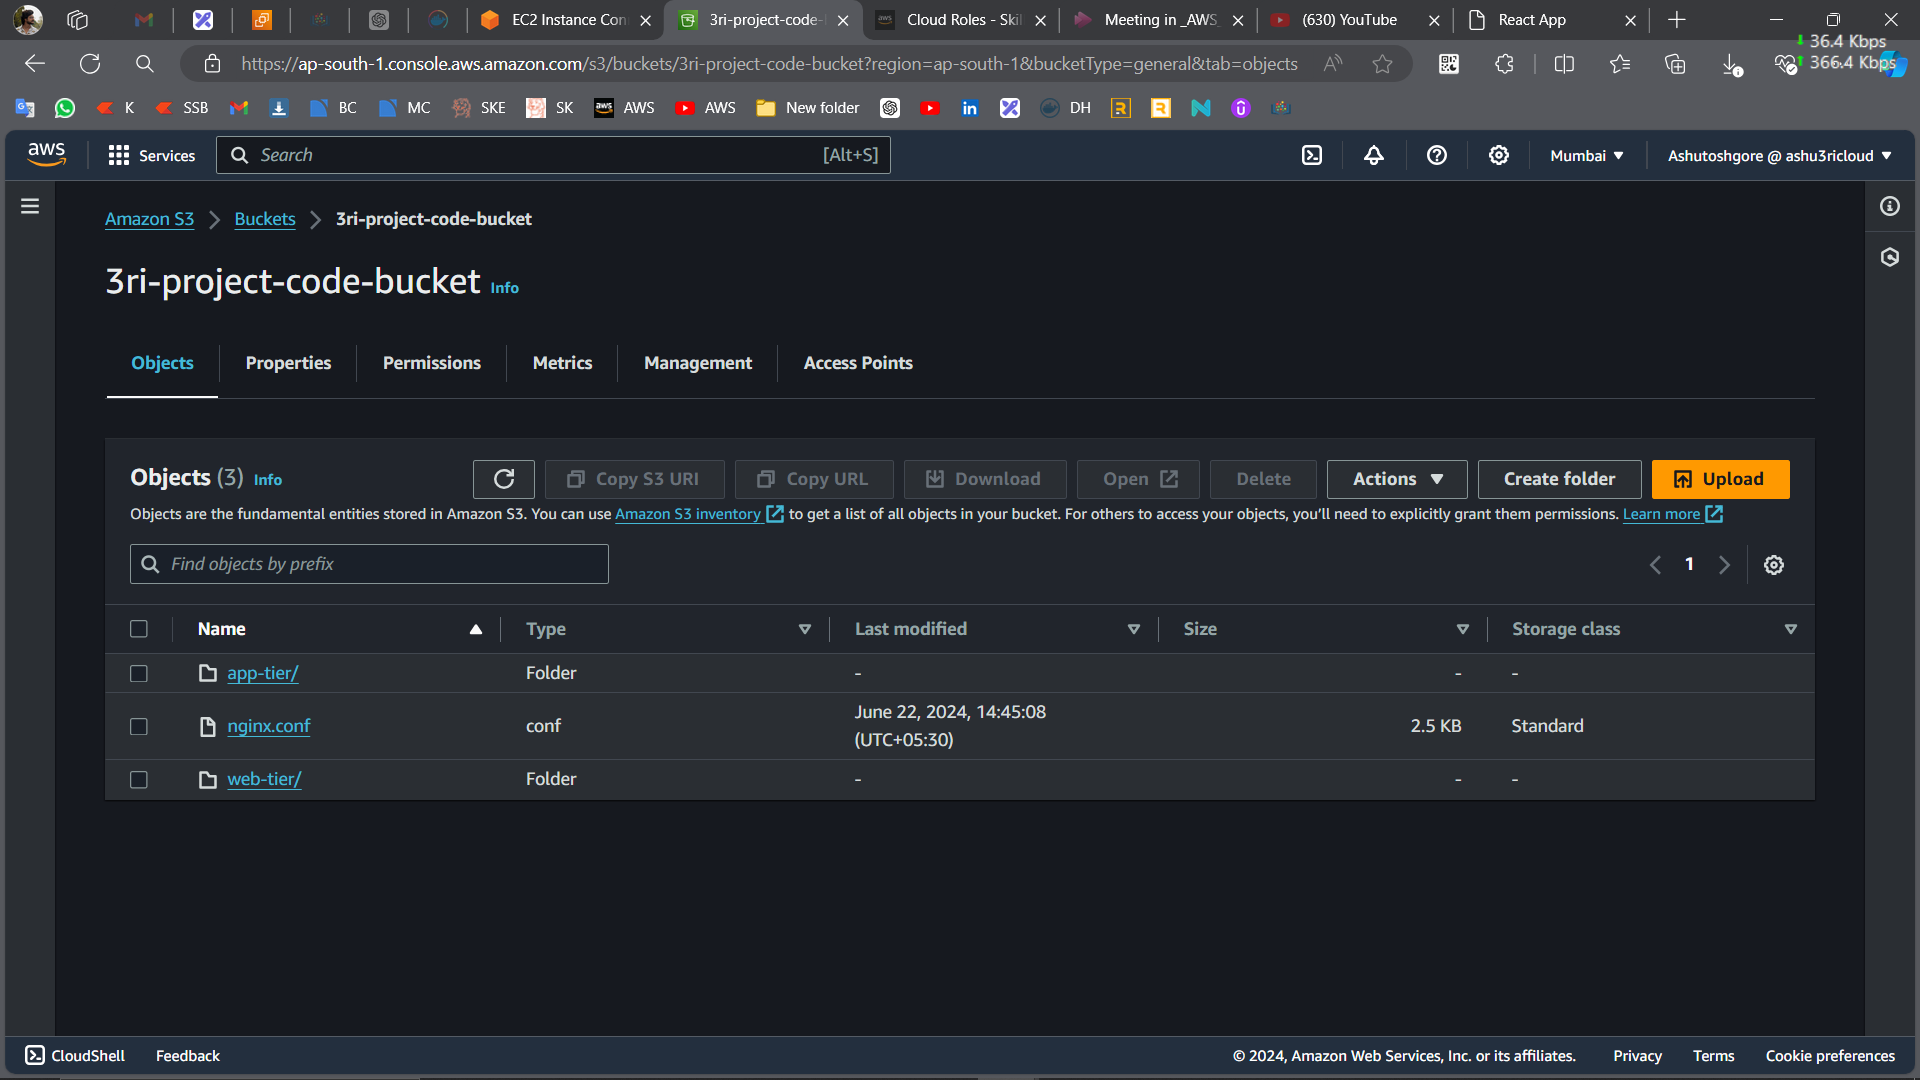 EC2 Instance Con
3ri-project-code-
Cloud Roles - Skil
Meeting in _AWS_
(630) YouTube
React App
36.4 Kbps
366.4 Kbps
https://ap-south-1.console.aws.amazon.com/s3/buckets/3ri-project-code-bucket?region=ap-south-1&bucketType=general&tab=objects
K
SSB
BC
MC
SKE
SK
aws
AWS
AWS
New folder
in
DH
aws
Services
Search
[Alt+S]
Mumbai
Ashutoshgore @ ashu3ricloud
Amazon S3 > Buckets > 3ri-project-code-bucket
3ri-project-code-bucket Info
Objects
Properties
Permissions
Metrics
Management
Access Points
Objects (3) Info
Copy S3 URI
Copy URL
Download
Open
Delete
Actions
Create folder
Upload
Objects are the fundamental entities stored in Amazon S3. You can use Amazon S3 inventory to get a list of all objects in your bucket. For others to access your objects, you'll need to explicitly grant them permissions. Learn more
Find objects by prefix
1
Name Type Last modified Size Storage class
app-tier/ Folder - - -
nginx.conf conf June 22, 2024, 14:45:08 (UTC+05:30) 2.5 KB Standard
web-tier/ Folder - - -
CloudShell
Feedback
© 2024, Amazon Web Services, Inc. or its affiliates.
Privacy
Terms
Cookie preferences